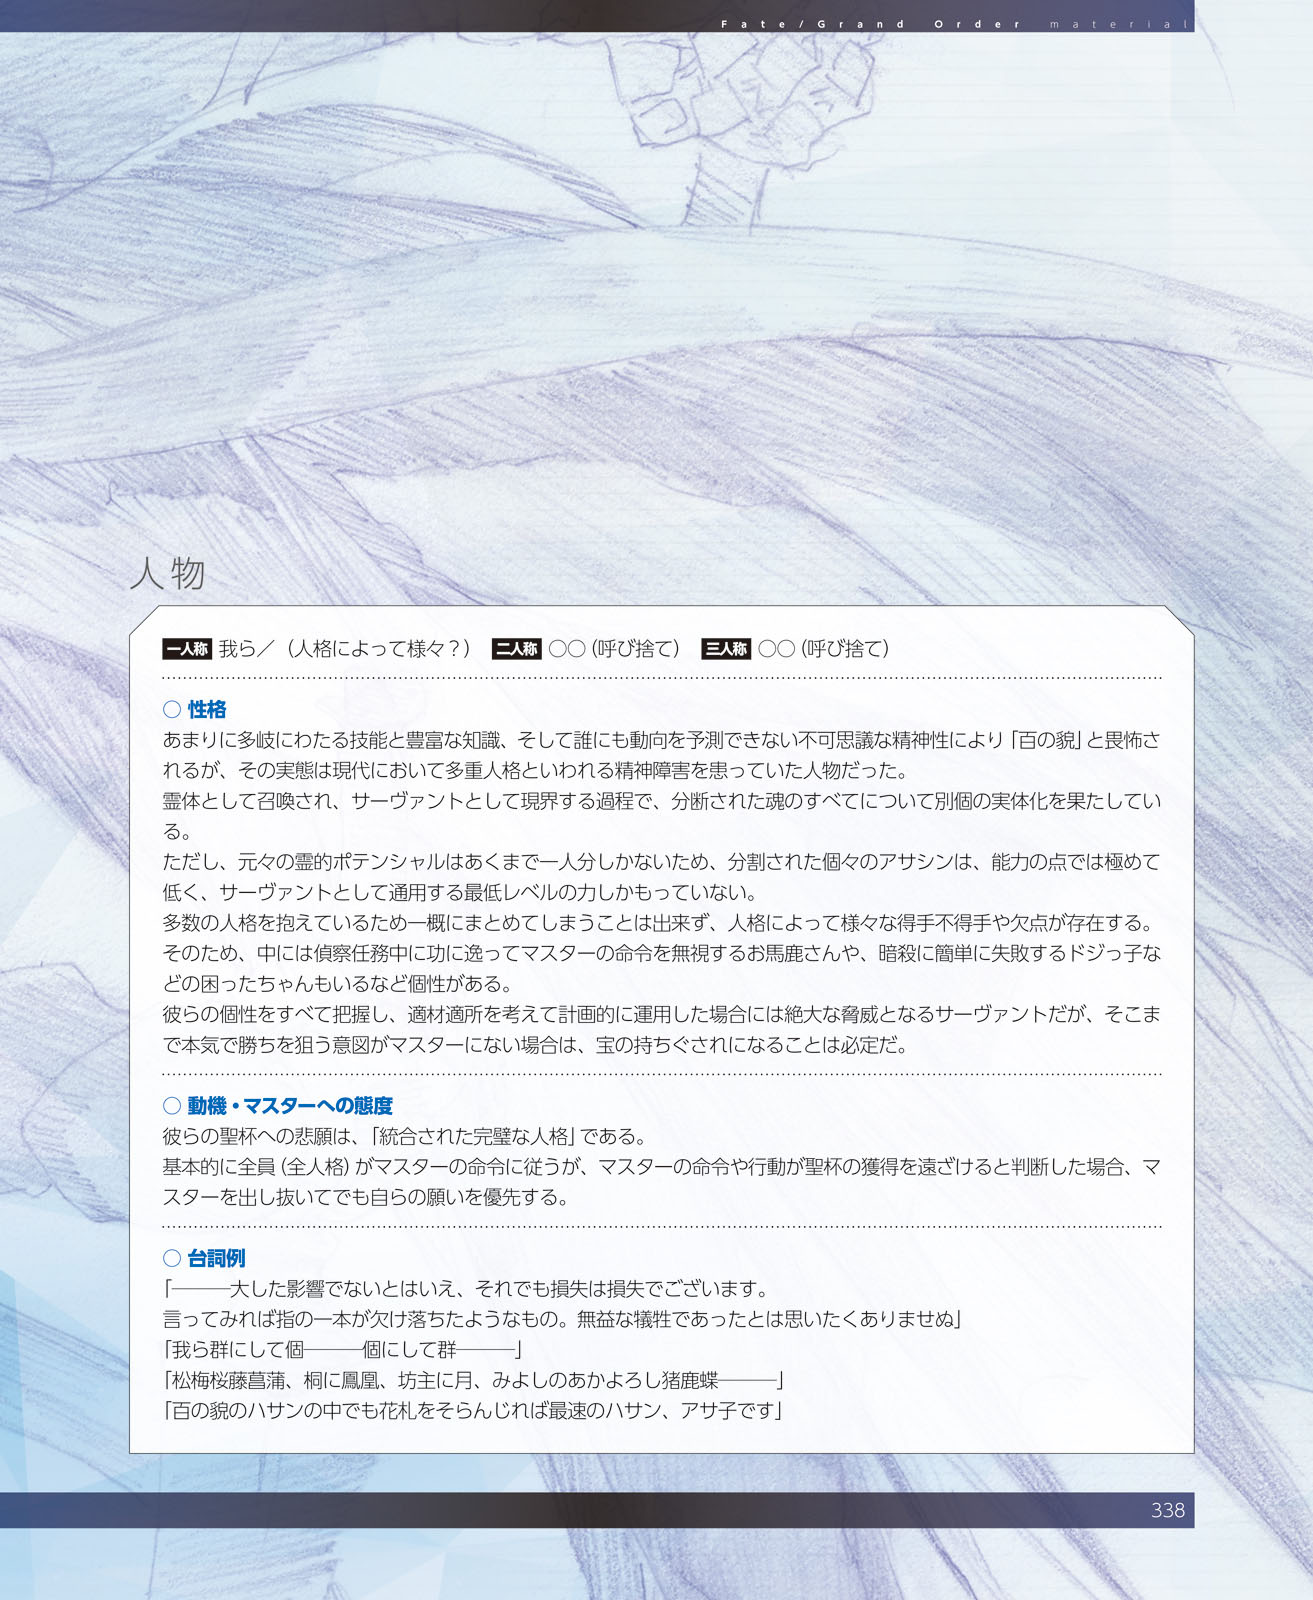 Fate/Grand Order material
人物
一人称 我ら／（人格によって様々？） 二人称 ○○（呼び捨て） 三人称 ○○（呼び捨て）
○ 性格
あまりに多岐にわたる技能と豊富な知識、そして誰にも動向を予測できない不可思議な精神性により「百の貌」と畏怖さ
れるが、その実態は現代において多重人格といわれる精神障害を患っていた人物だった。
霊体として召喚され、サーヴァントとして現界する過程で、分断された魂のすべてについて別個の実体化を果たしてい
る。
ただし、元々の霊的ポテンシャルはあくまで一人分しかないため、分割された個々のアサシンは、能力の点では極めて
低く、サーヴァントとして通用する最低レベルの力しかもっていない。
多数の人格を抱えているため一概にまとめてしまうことは出来ず、人格によって様々な得手不得手や欠点が存在する。
そのため、中には偵察任務中に功に逸ってマスターの命令を無視するお馬鹿さんや、暗殺に簡単に失敗するドジっ子な
どの困ったちゃんもいるなど個性がある。
彼らの個性をすべて把握し、適材適所を考えて計画的に運用した場合には絶大な脅威となるサーヴァントだが、そこま
で本気で勝ちを狙う意図がマスターにない場合は、宝の持ちぐされになることは必定だ。
○ 動機・マスターへの態度
彼らの聖杯への悲願は、「統合された完璧な人格」である。
基本的に全員（全人格）がマスターの命令に従うが、マスターの命令や行動が聖杯の獲得を遠ざけると判断した場合、マ
スターを出し抜いてでも自らの願いを優先する。
○ 台詞例
「―――大した影響でないとはいえ、それでも損失は損失でございます。
言ってみれば指の一本が欠け落ちたようなもの。無益な犠牲であったとは思いたくありませぬ」
「我ら群にして個―――個にして群―――」
「松梅桜藤菖蒲、桐に鳳凰、坊主に月、みよしのあかよろし猪鹿蝶―――」
「百の貌のハサンの中でも花札をそらんじれば最速のハサン、アサ子です」
338